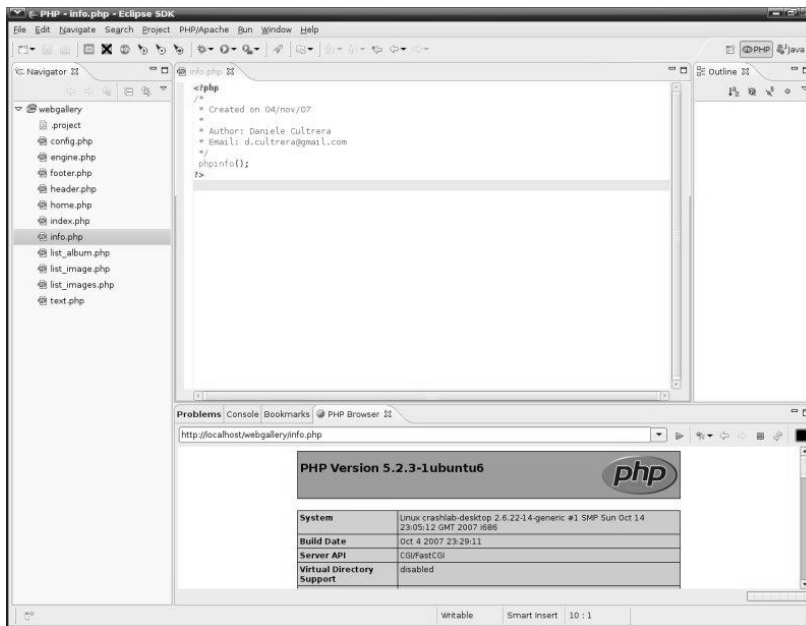 PHP - info.php - Eclipse SDK
File Edit Navigate Search Project PHP/Apache Run Window Help
PHP Java
Navigator
webgallery
.project
config.php
engine.php
footer.php
header.php
home.php
index.php
info.php
list_album.php
list_image.php
list_images.php
text.php
info.php
<?php
/*
* Created on 04/nov/07
*
* Author: Daniele Cultrera
* Email: d.cultrera@gmail.com
*/
phpinfo();
?>
Outline
Problems Console Bookmarks PHP Browser
http://localhost/webgallery/info.php
PHP Version 5.2.3-1ubuntu6
php
System Linux crashlab-desktop 2.6.22-14-generic #1 SMP Sun Oct 14
23:05:12 GMT 2007 i686
Build Date Oct 4 2007 23:29:11
Server API CGI/FastCGI
Virtual Directory disabled
Support
Writable Smart Insert 10 : 1